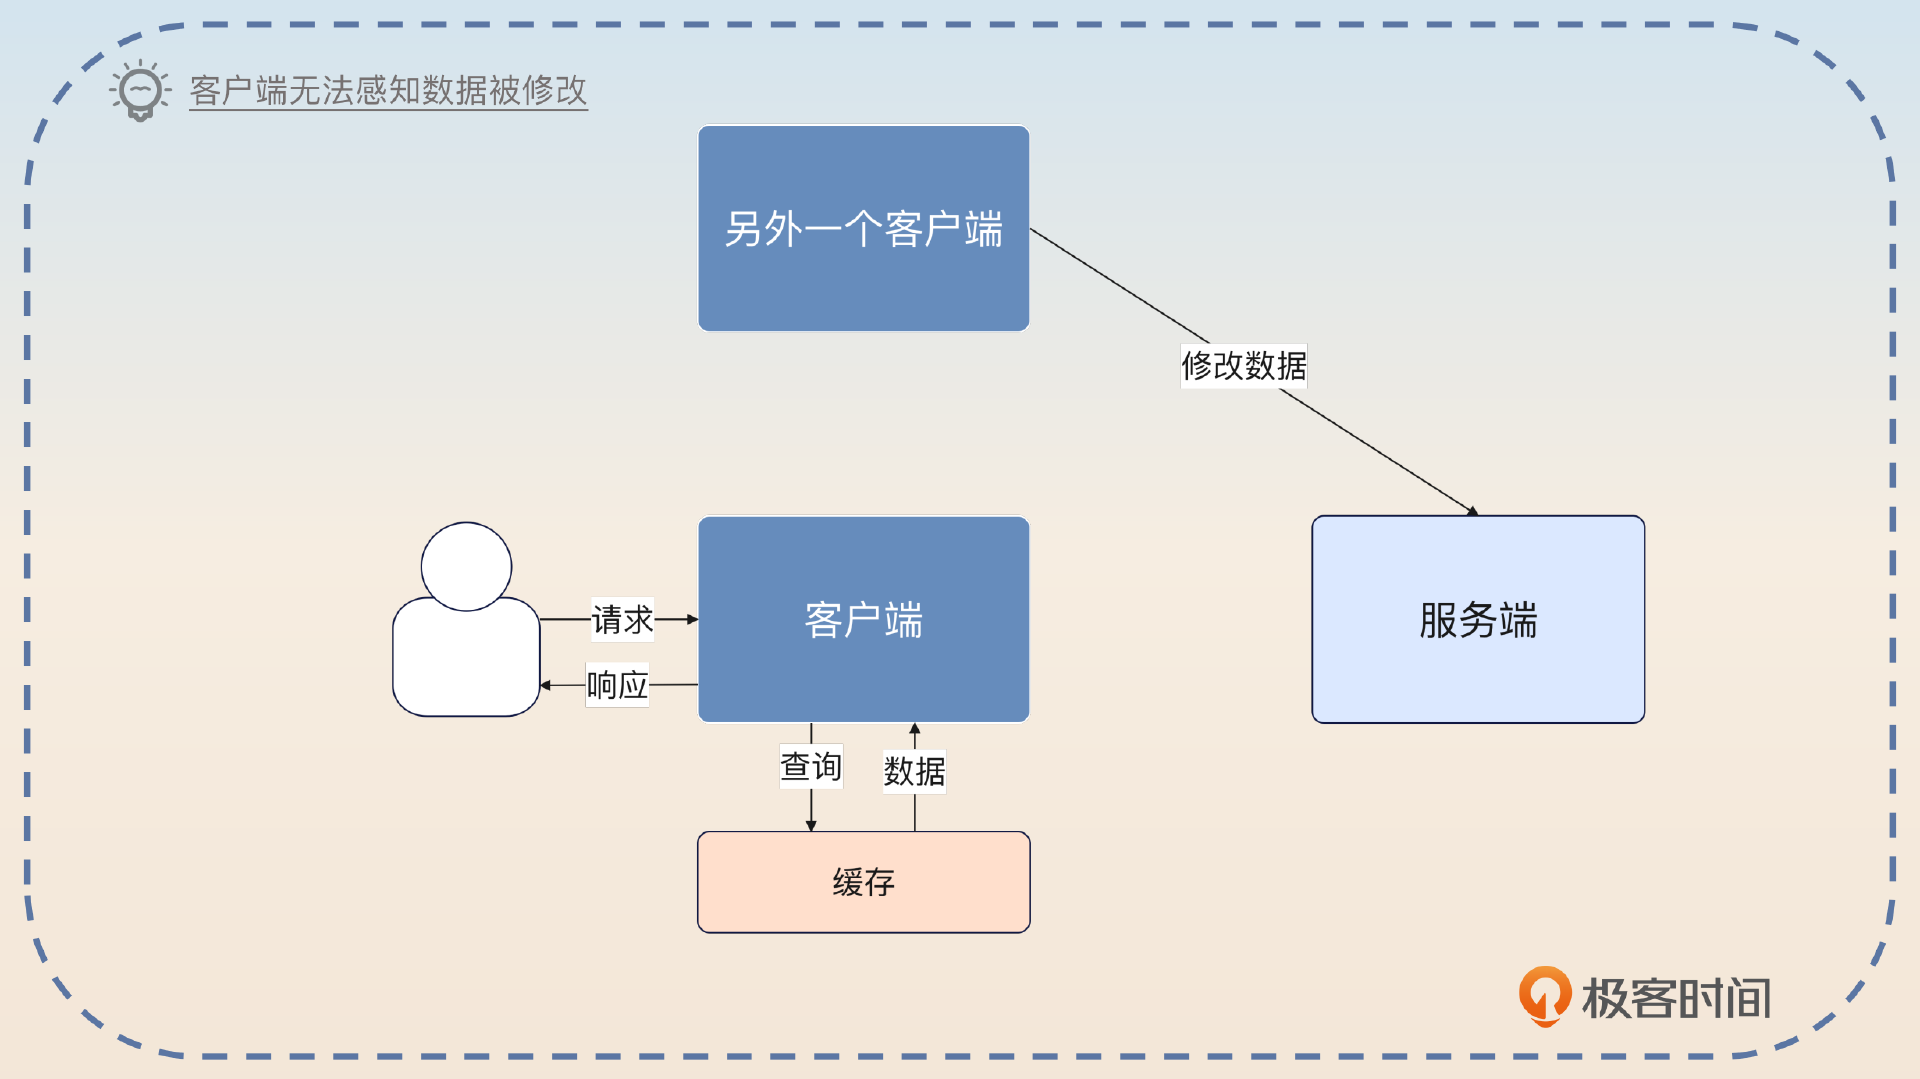 客户端无法感知数据被修改
另外一个客户端
修改数据
请求
客户端
服务端
响应
查询
数据
缓存
极客时间